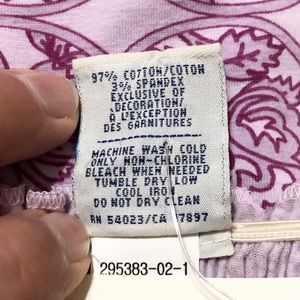 97% COTTON/COTON
3% SPANDEX
EXCLUSIVE OF
DECORATION/
A L'EXCEPTION
DES GARNITURES
MACHINE WASH COLD
ONLY NON-CHLORINE
BLEACH WHEN NEEDED
TUMBLE DRY LOW
COOL IRON
DO NOT DRY CLEAN
RN 54023/CA 7897
295383-02-1